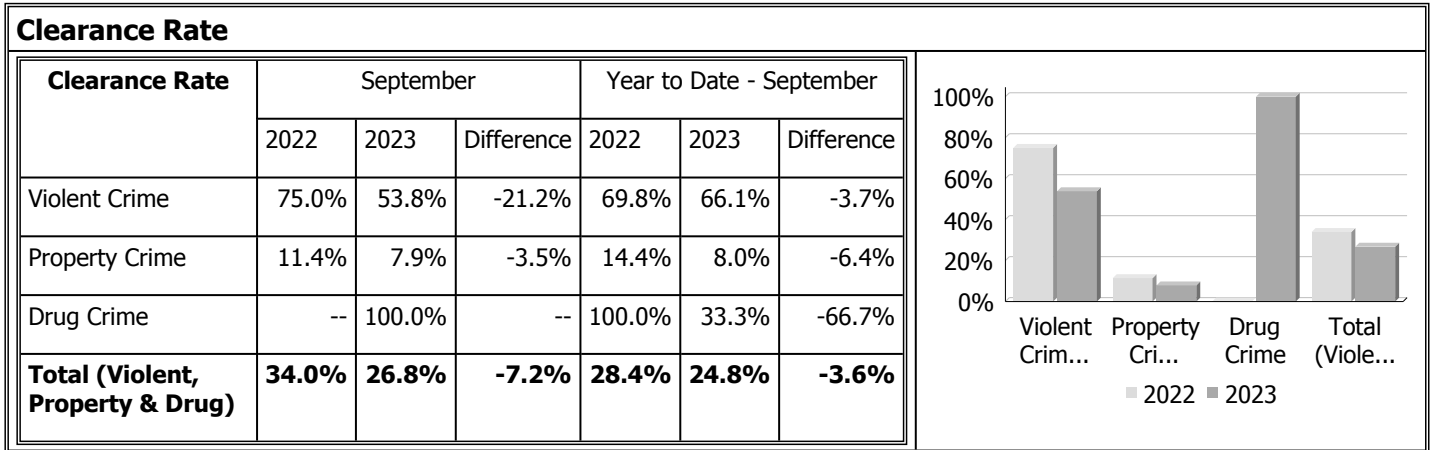 Clearance Rate
Clearance Rate September Year to Date - September
2022 2023 Difference 2022 2023 Difference
Violent Crime 75.0% 53.8% -21.2% 69.8% 66.1% -3.7%
Property Crime 11.4% 7.9% -3.5% 14.4% 8.0% -6.4%
Drug Crime -- 100.0% -- 100.0% 33.3% -66.7%
Total (Violent, 34.0% 26.8% -7.2% 28.4% 24.8% -3.6%
Property & Drug)
100%
80%
60%
40%
20%
0%
Violent Property Drug Total
Crim... Cri... Crime (Viole...
2022 2023